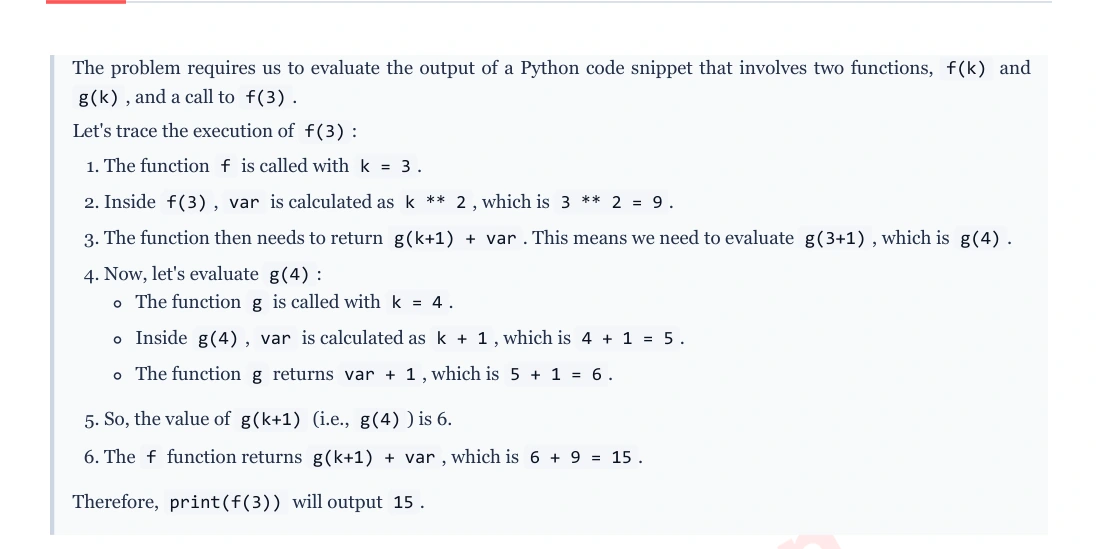 The problem requires us to evaluate the output of a Python code snippet that involves two functions, f(k) and
g(k) , and a call to f(3) .
Let's trace the execution of f(3) :
1. The function f is called with k = 3 .
2. Inside f(3) , var is calculated as k ** 2 , which is 3 ** 2 = 9 .
3. The function then needs to return g(k+1) + var . This means we need to evaluate g(3+1) , which is g(4) .
4. Now, let's evaluate g(4) :
∘ The function g is called with k = 4 .
∘ Inside g(4) , var is calculated as k + 1 , which is 4 + 1 = 5 .
∘ The function g returns var + 1 , which is 5 + 1 = 6 .
5. So, the value of g(k+1) (i.e., g(4) ) is 6.
6. The f function returns g(k+1) + var , which is 6 + 9 = 15 .
Therefore, print(f(3)) will output 15 .